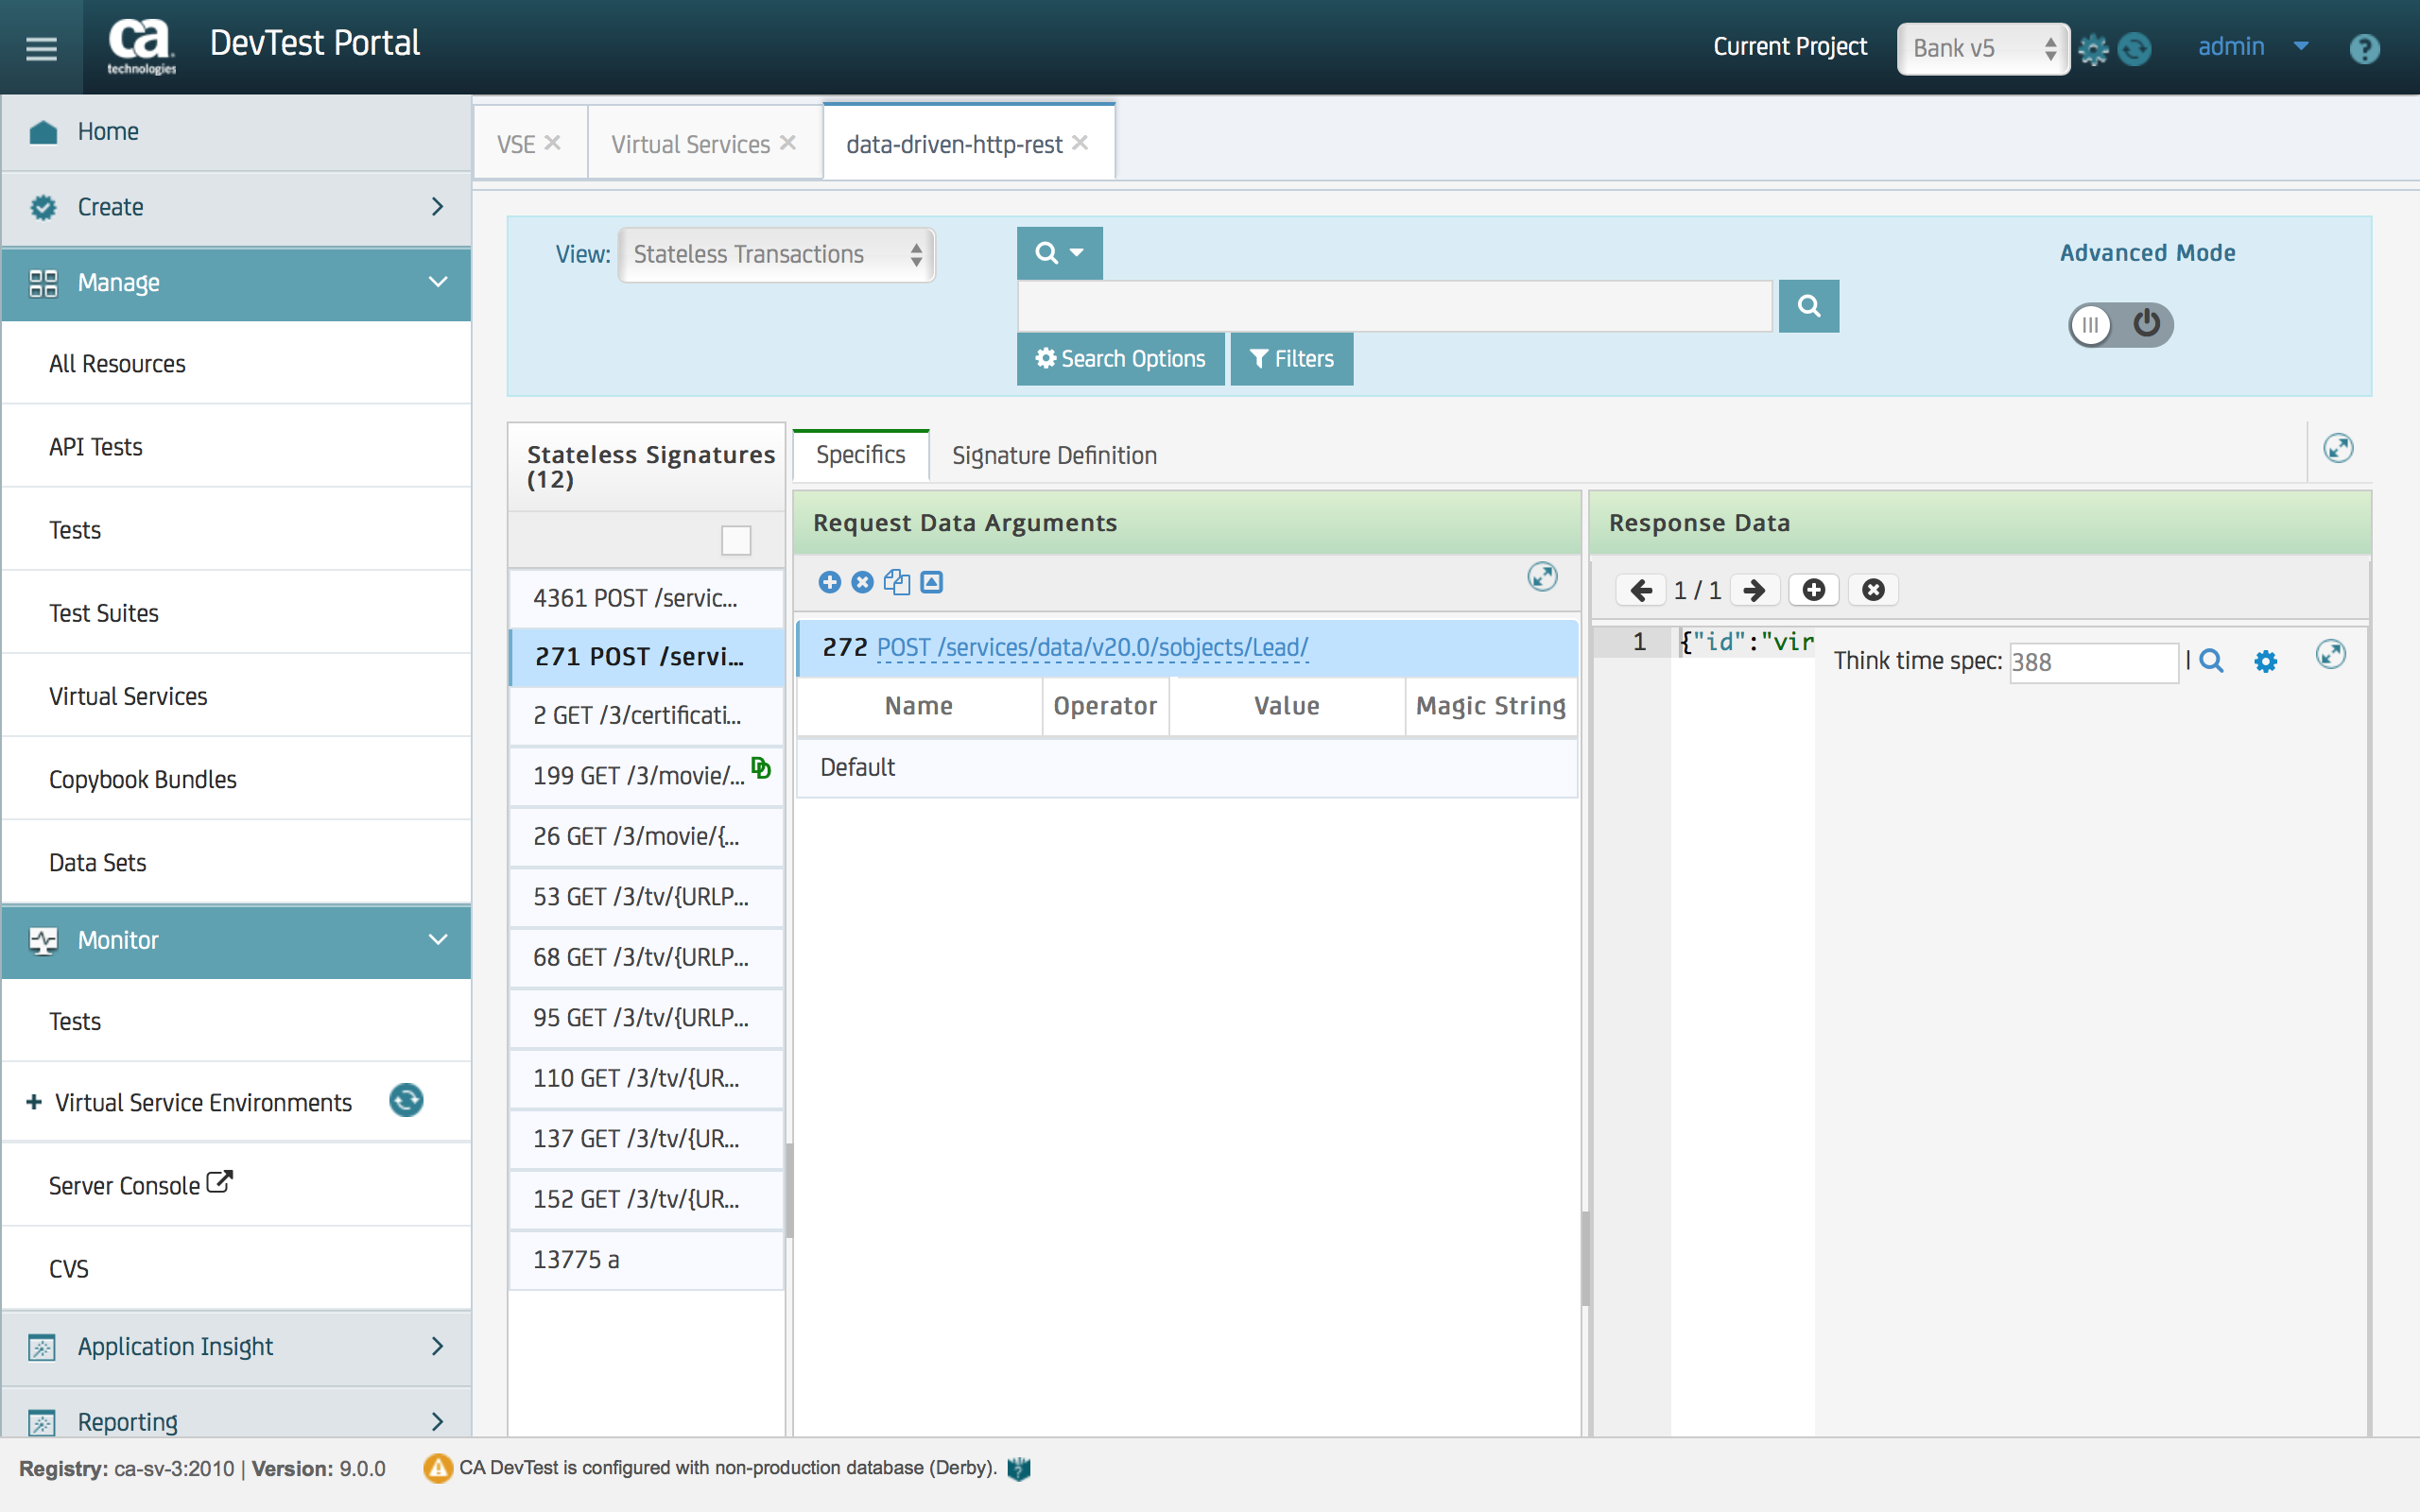 ca technologies
DevTest Portal
Current Project
Bank v5
admin
Home
Create
Manage
All Resources
API Tests
Tests
Test Suites
Virtual Services
Copybook Bundles
Data Sets
Monitor
Tests
Virtual Service Environments
Server Console
CVS
Application Insight
Reporting
VSE
Virtual Services
data-driven-http-rest
View:
Stateless Transactions
Search Options
Filters
Advanced Mode
Stateless Signatures
(12)
4361 POST /servic...
271 POST /servi...
2 GET /3/certificati...
199 GET /3/movie/...
26 GET /3/movie/{...
53 GET /3/tv/{URLP...
68 GET /3/tv/{URLP...
95 GET /3/tv/{URLP...
110 GET /3/tv/{UR...
137 GET /3/tv/{UR...
152 GET /3/tv/{UR...
13775 a
Specifics
Signature Definition
Request Data Arguments
272 POST /services/data/v20.0/sobjects/Lead/
Name Operator Value Magic String
Default
Response Data
1 / 1
1 {"id":"vir
Think time spec: 388
Registry: ca-sv-3:2010 | Version: 9.0.0
CA DevTest is configured with non-production database (Derby).